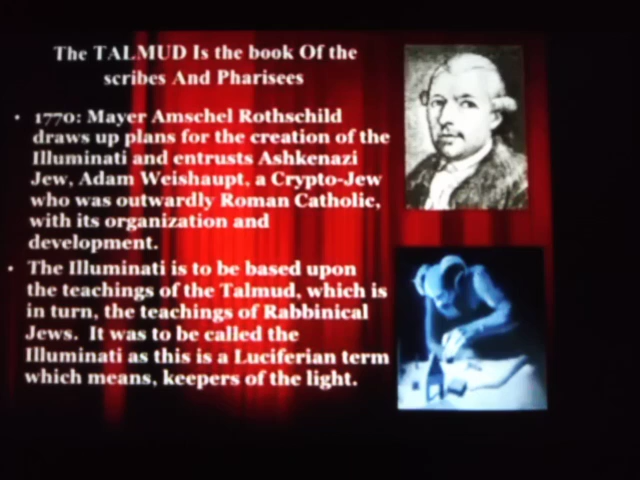 The TALMUD Is the book Of the
scribes And Pharisees
• 1770: Mayer Amschel Rothschild
draws up plans for the creation of the
Illuminati and entrusts Ashkenazi
Jew, Adam Weishaupt, a Crypto-Jew
who was outwardly Roman Catholic,
with its organization and
development.
• The Illuminati is to be based upon
the teachings of the Talmud, which is
in turn, the teachings of Rabbinical
Jews. It was to be called the
Illuminati as this is a Luciferian term
which means, keepers of the light.